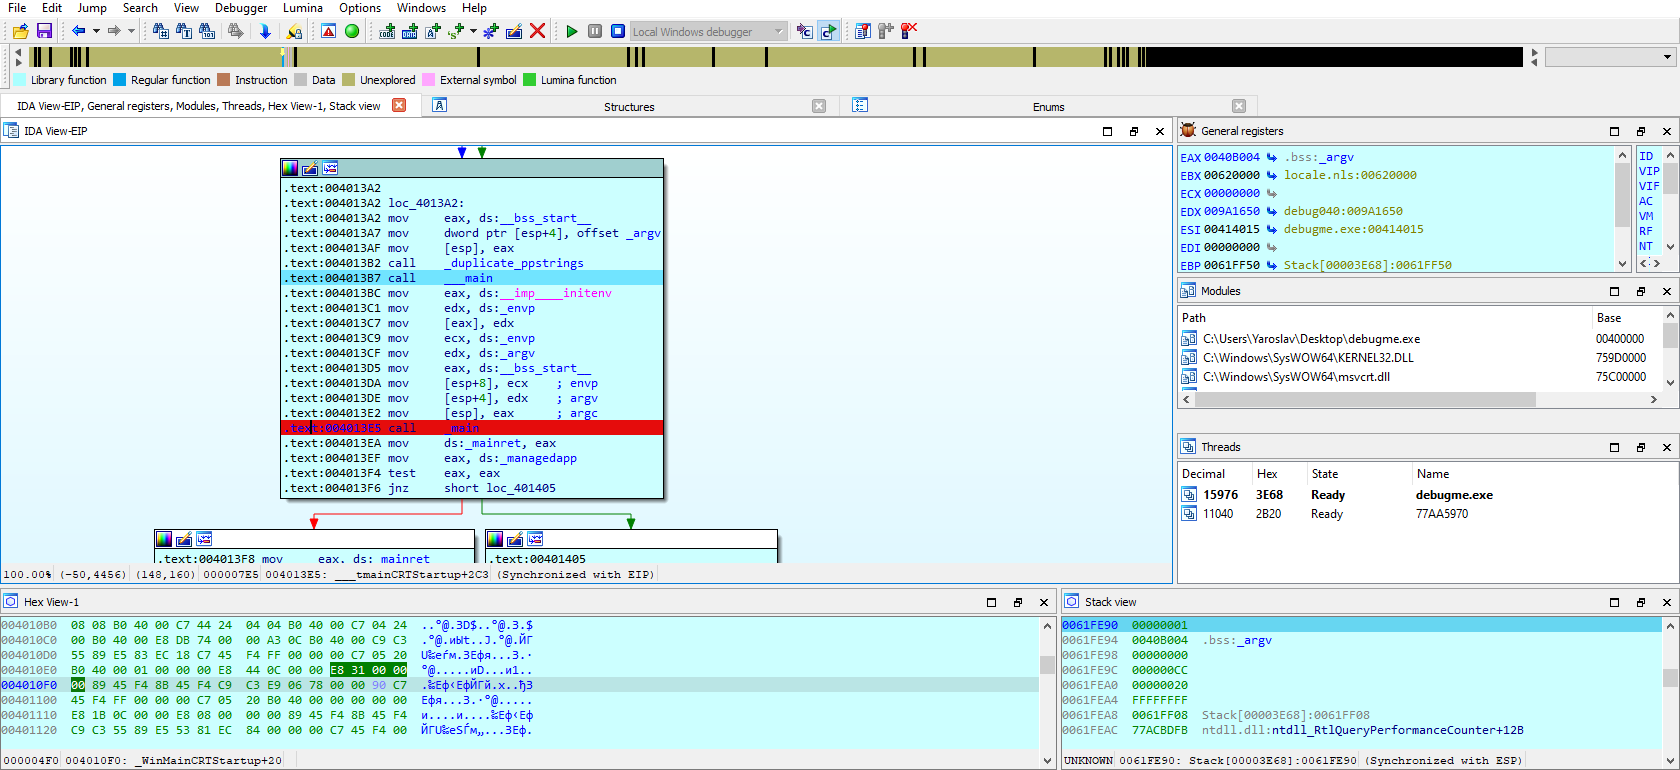 File Edit Jump Search View Debugger Lumina Options Windows Help
Local Windows debugger
Library function Regular function Instruction Data Unexplored External symbol Lumina function
IDA View-EIP, General registers, Modules, Threads, Hex View-1, Stack view Structures Enums
IDA View-EIP
.text:004013A2
.text:004013A2 loc_4013A2:
.text:004013A2 mov eax, ds:__bss_start__
.text:004013A7 mov dword ptr [esp+4], offset _argv
.text:004013AF mov [esp], eax
.text:004013B2 call _duplicate_ppstrings
.text:004013B7 call ___main
.text:004013BC mov eax, ds:__imp____initenv
.text:004013C1 mov edx, ds:_envp
.text:004013C7 mov [eax], edx
.text:004013C9 mov ecx, ds:_envp
.text:004013CF mov edx, ds:_argv
.text:004013D5 mov eax, ds:__bss_start__
.text:004013DA mov [esp+8], ecx ; envp
.text:004013DE mov [esp+4], edx ; argv
.text:004013E2 mov [esp], eax ; argc
.text:004013E5 call _main
.text:004013EA mov ds:_mainret, eax
.text:004013EF mov eax, ds:_managedapp
.text:004013F4 test eax, eax
.text:004013F6 jnz short loc_401405
.text:004013F8 mov eax, ds:_mainret
.text:00401405
100.00% (-50,4456) (148,160) 000007E5 004013E5: ___tmainCRTStartup+2C3 (Synchronized with EIP)
General registers
EAX 0040B004 .bss:_argv
EBX 00620000 locale.nls:00620000
ECX 00000000
EDX 009A1650 debug040:009A1650
ESI 00414015 debugme.exe:00414015
EDI 00000000
EBP 0061FF50 Stack[00003E68]:0061FF50
ID
VIP
VIF
AC
VM
RF
NT
Modules
Path Base
C:\Users\Yaroslav\Desktop\debugme.exe 00400000
C:\Windows\SysWOW64\KERNEL32.DLL 759D0000
C:\Windows\SysWOW64\msvcrt.dll 75C00000
Threads
Decimal Hex State Name
15976 3E68 Ready debugme.exe
11040 2B20 Ready 77AA5970
Hex View-1
004010B0 08 08 B0 40 00 C7 44 24 04 04 B0 40 00 C7 04 24 ..°@.ЗD$..°@.З.$
004010C0 00 B0 40 00 E8 DB 74 00 00 A3 0C B0 40 00 C9 C3 .°@.иЫt..J.°@.ЙГ
004010D0 55 89 E5 83 EC 18 C7 45 F4 FF 00 00 00 C7 05 20 U‰еѓм.ЗEфя...З.·
004010E0 B0 40 00 01 00 00 00 E8 44 0C 00 00 E8 31 00 00 °@.....иD...и1..
004010F0 00 89 45 F4 8B 45 F4 C9 C3 E9 06 78 00 00 90 C7 .‰Eф‹EфЙГй.x..ђЗ
00401100 45 F4 FF 00 00 00 C7 05 20 B0 40 00 00 00 00 00 Eфя...З.·°@.....
00401110 E8 1B 0C 00 00 E8 08 00 00 00 89 45 F4 8B 45 F4 и....и....‰Eф‹Eф
00401120 C9 C3 55 89 E5 53 81 EC 84 00 00 00 C7 45 F4 00 ЙГU‰еSЃм„...ЗEф.
000004F0 004010F0: _WinMainCRTStartup+20
Stack view
0061FE90 00000001
0061FE94 0040B004 .bss:_argv
0061FE98 00000000
0061FE9C 000000CC
0061FEA0 00000020
0061FEA4 FFFFFFFF
0061FEA8 0061FF08 Stack[00003E68]:0061FF08
0061FEAC 77ACBDFB ntdll.dll:ntdll_RtlQueryPerformanceCounter+12B
UNKNOWN 0061FE90: Stack[00003E68]:0061FE90 (Synchronized with ESP)